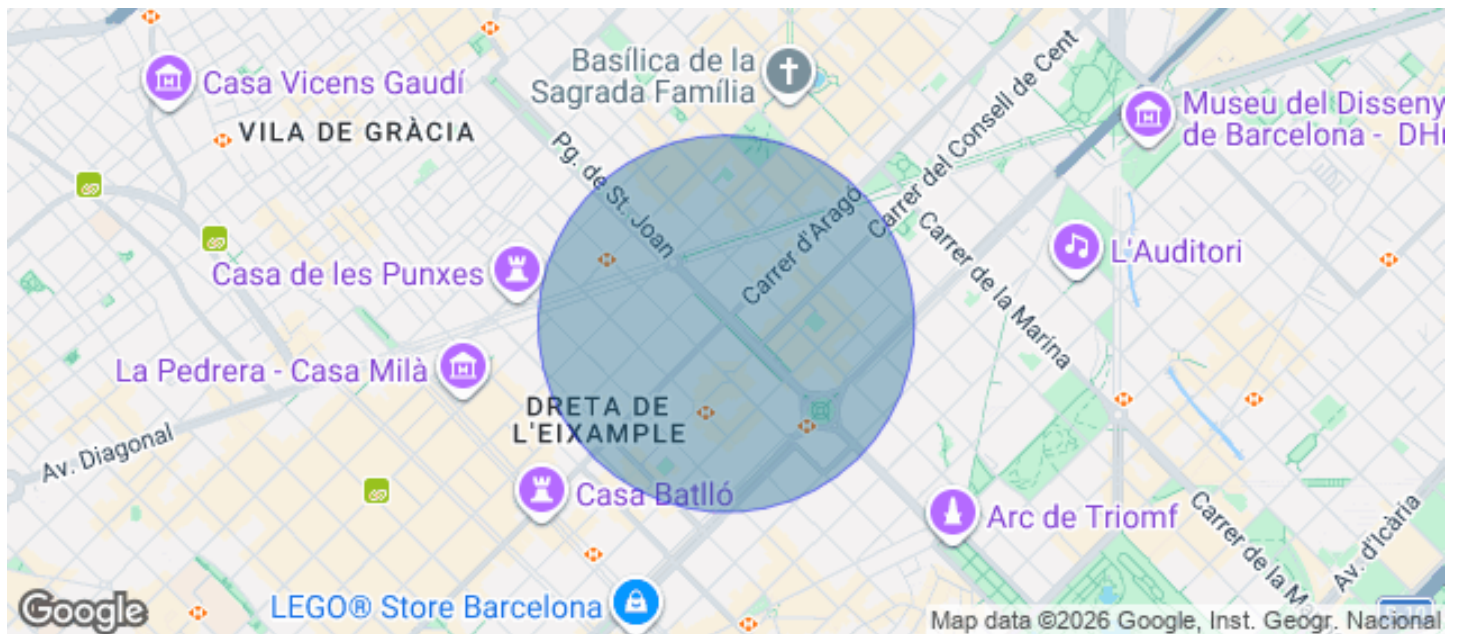 Basílica de la
Sagrada Família
Casa Vicens Gaudí
VILA DE GRÀCIA
Carrer del Consell de Cent
Museu del Disseny
de Barcelona -
Pg. de St. Joan
Carrer d'Aragó
Casa de les Punxes
L'Auditori
Carrer de la Marina
La Pedrera - Casa Milà
DRETA DE
L'EIXAMPLE
Av. Diagonal
Casa Batlló
Arc de Triomf
Carrer de la
Av. d'Icària
LEGO® Store Barcelona
Google
Map data ©2026 Google, Inst. Geogr. Nacional